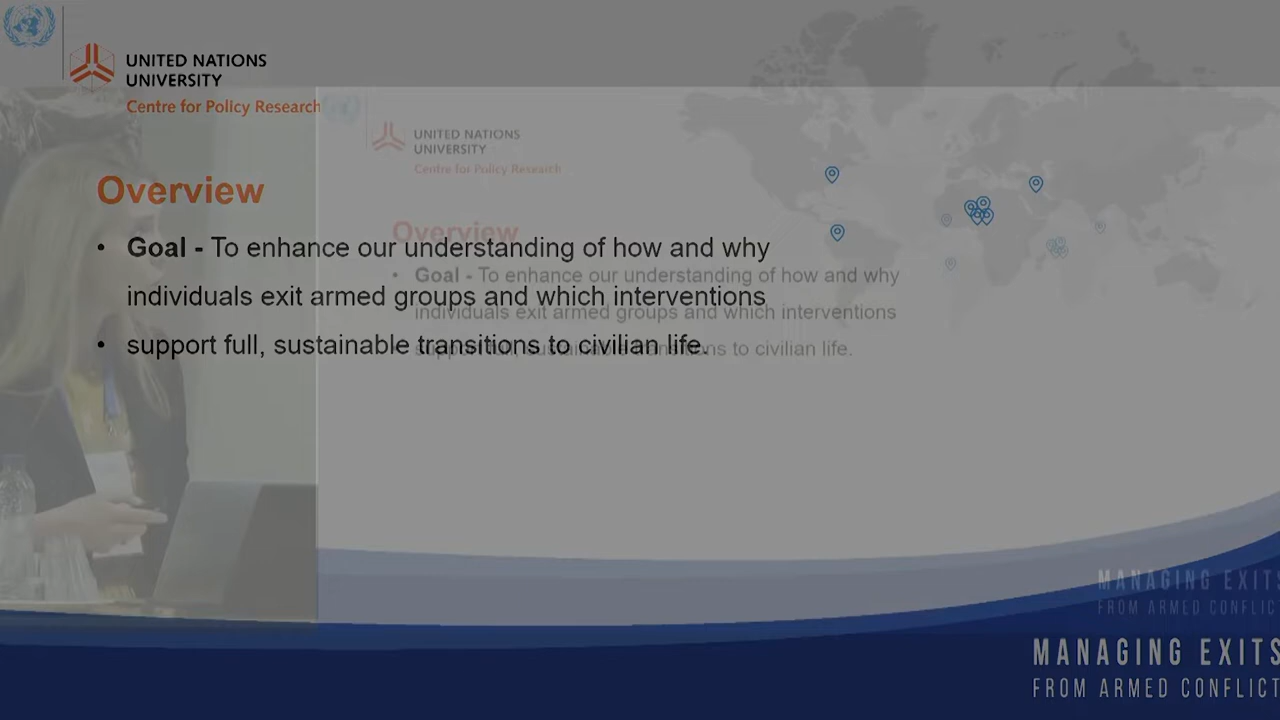 UNITED NATIONS
UNIVERSITY
Centre for Policy Research
Overview
• Goal - To enhance our understanding of how and why
individuals exit armed groups and which interventions
• support full, sustainable transitions to civilian life.
UNITED NATIONS
UNIVERSITY
Centre for Policy Research
Overview
• Goal - To enhance our understanding of how and why
individuals exit armed groups and which interventions
• support full, sustainable transitions to civilian life.
MANAGING EXITS
FROM ARMED CONFLICT
MANAGING EXITS
FROM ARMED CONFLICT